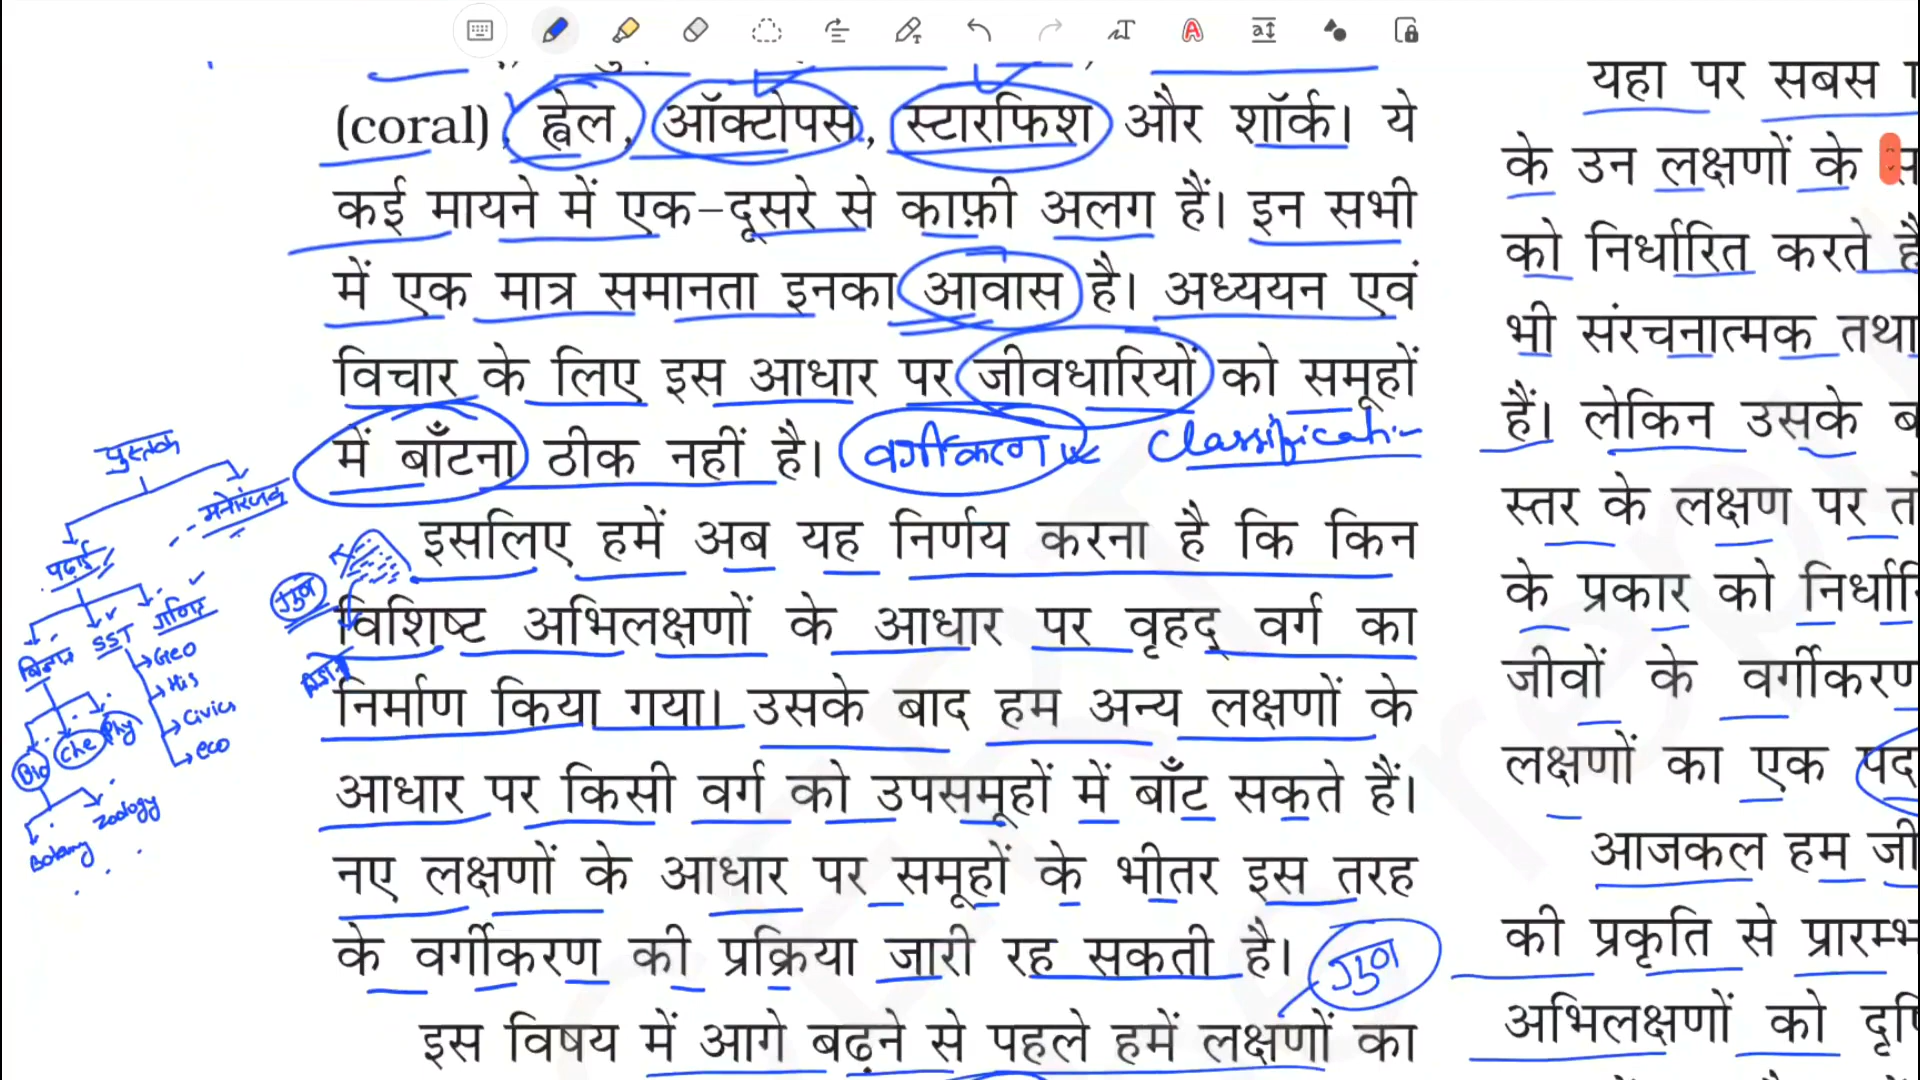 (coral), ह्वेल, ऑक्टोपस, स्टारफिश और शॉर्क। ये
कई मायने में एक-दूसरे से काफ़ी अलग हैं। इन सभी
में एक मात्र समानता इनका आवास है। अध्ययन एवं
विचार के लिए इस आधार पर जीवधारियों को समूहों
में बाँटना ठीक नहीं है। वर्गीकरण Classification
इसलिए हमें अब यह निर्णय करना है कि किन
विशिष्ट अभिलक्षणों के आधार पर वृहद् वर्ग का
निर्माण किया गया। उसके बाद हम अन्य लक्षणों के
आधार पर किसी वर्ग को उपसमूहों में बाँट सकते हैं।
नए लक्षणों के आधार पर समूहों के भीतर इस तरह
के वर्गीकरण की प्रक्रिया जारी रह सकती है। गुण
इस विषय में आगे बढ़ने से पहले हमें लक्षणों का
पुस्तक
मनोरंजक
पढ़ाई
गुण
विज्ञान SST गणित
Geo
His
Civics
eco
Bio Che Phy
Botany Zoology
यहा पर सबस
के उन लक्षणों के
को निर्धारित करते है
भी संरचनात्मक तथा
हैं। लेकिन उसके ब
स्तर के लक्षण पर त
के प्रकार को निर्धारि
जीवों के वर्गीकरण
लक्षणों का एक पद
आजकल हम जी
की प्रकृति से प्रारम्भ
अभिलक्षणों को दृ